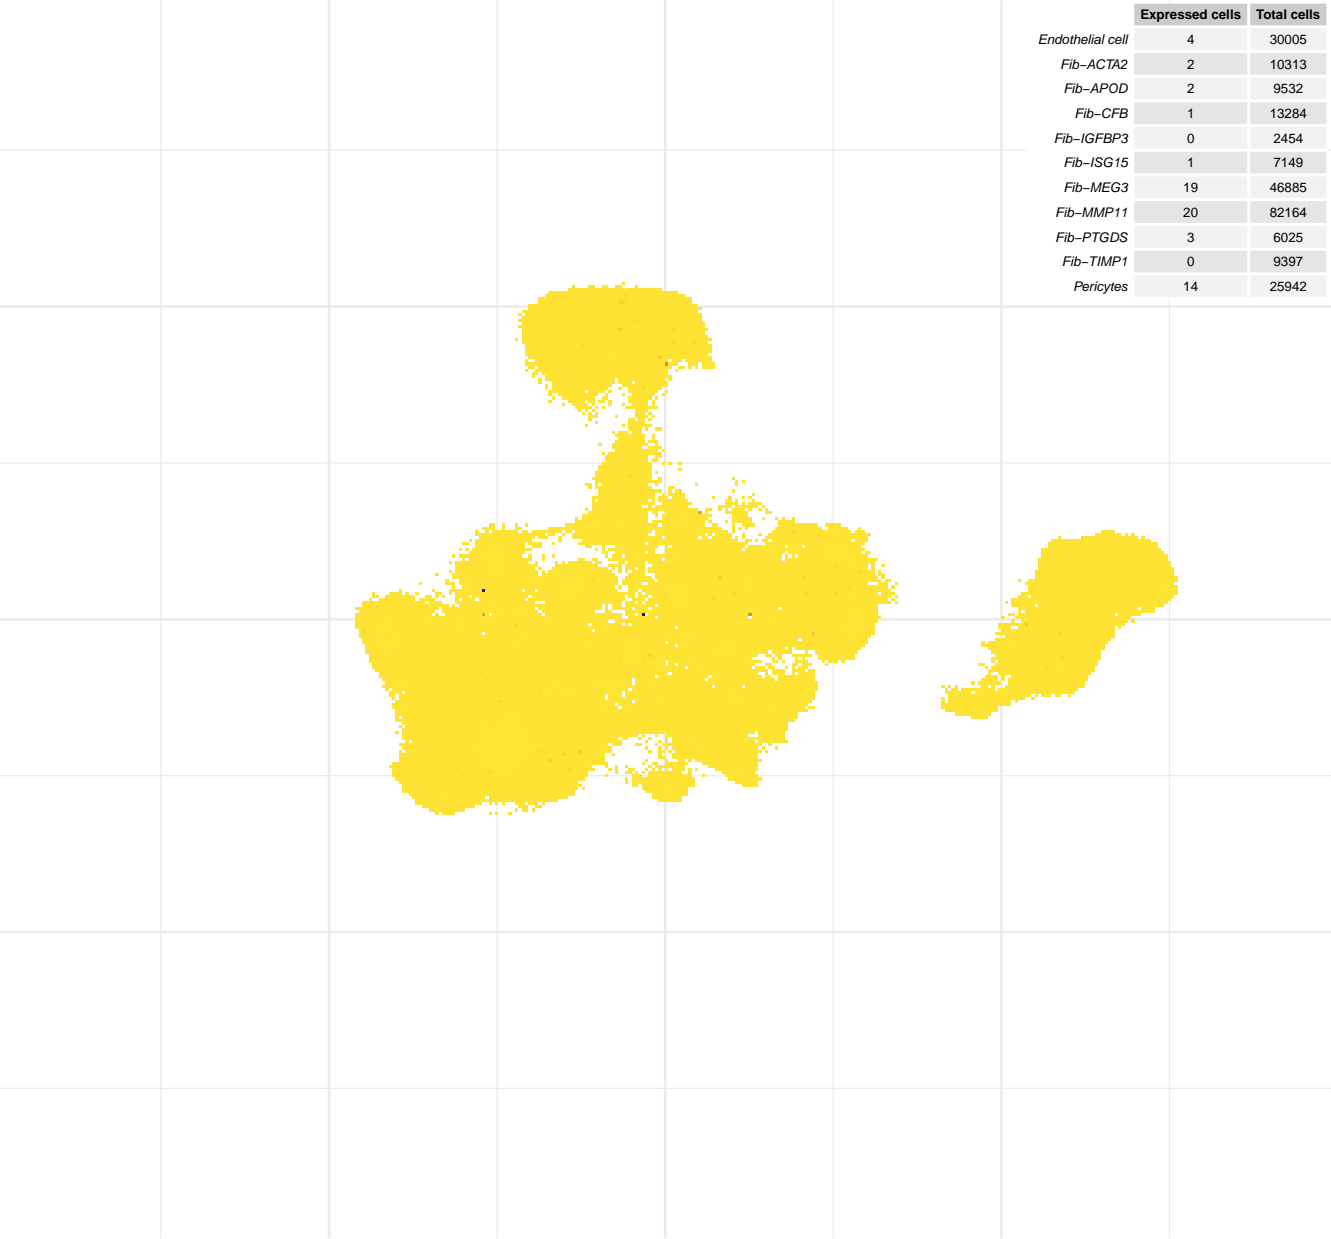 Expressed cells Total cells
Endothelial cell 4 30005
Fib−ACTA2 2 10313
Fib−APOD 2 9532
Fib−CFB 1 13284
Fib−IGFBP3 0 2454
Fib−ISG15 1 7149
Fib−MEG3 19 46885
Fib−MMP11 20 82164
Fib−PTGDS 3 6025
Fib−TIMP1 0 9397
Pericytes 14 25942